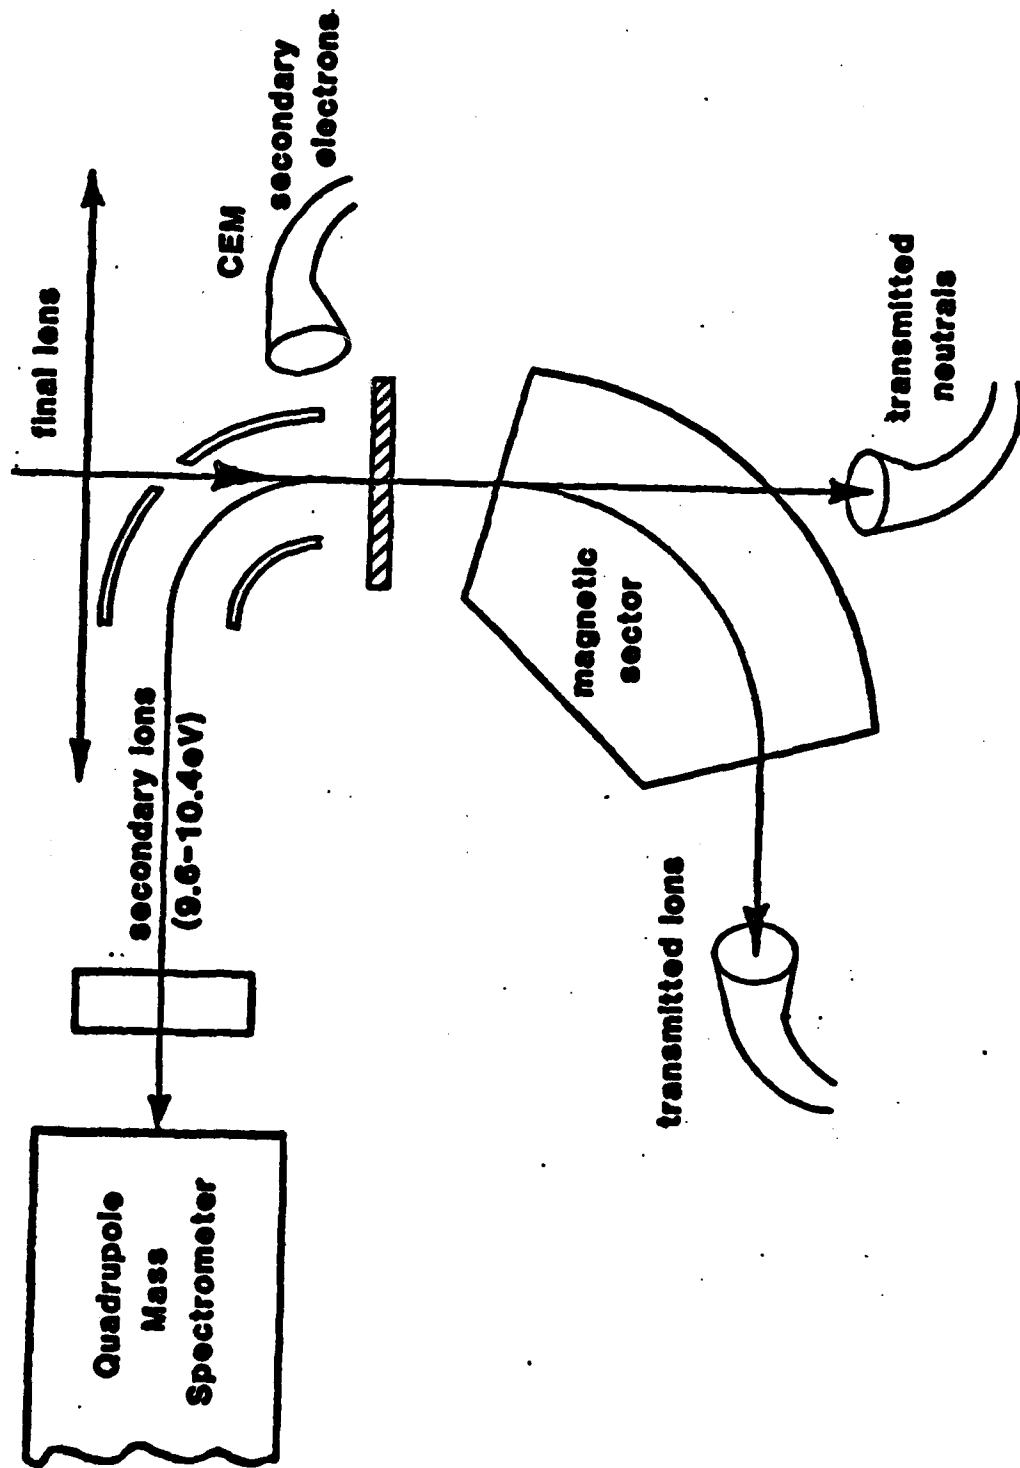 final lens
CEM
secondary
electrons
secondary ions
(9.6-10.4eV)
Quadrupole
Mass
Spectrometer
magnetic
sector
transmitted ions
transmitted
neutrals